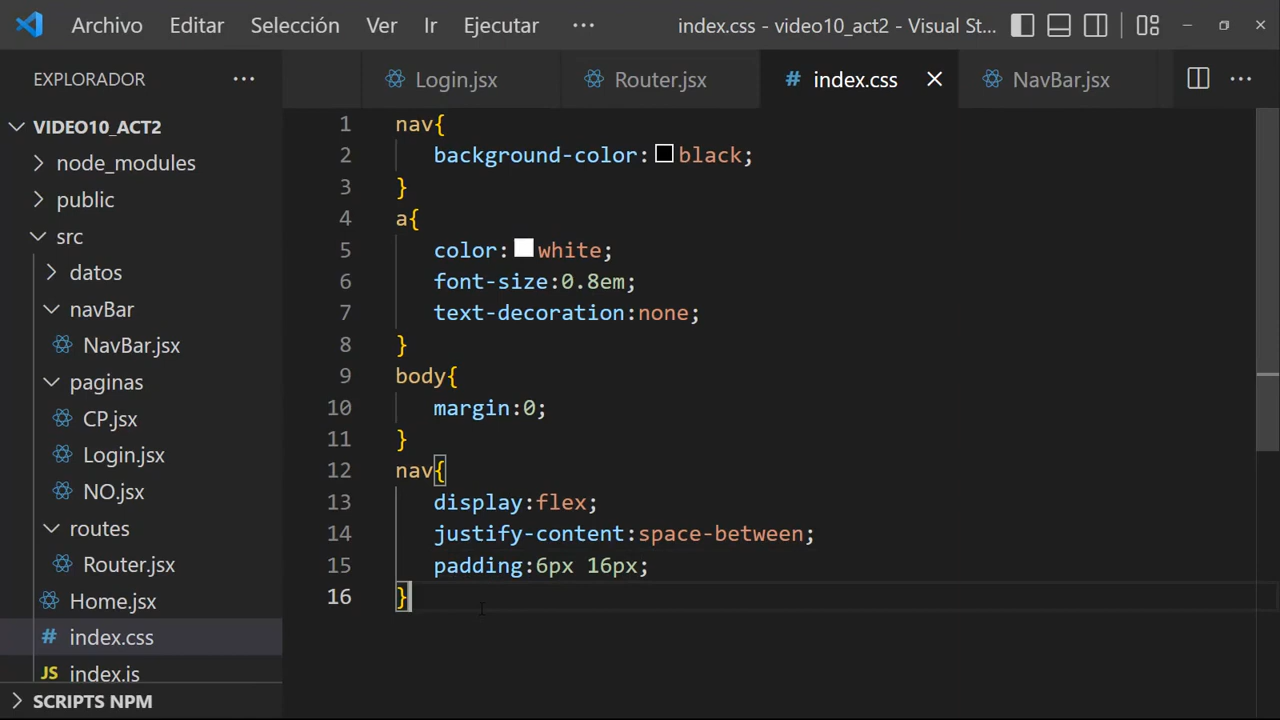 Archivo Editar Selección Ver Ir Ejecutar ··· index.css - video10_act2 - Visual St...
EXPLORADOR ···
Login.jsx Router.jsx # index.css NavBar.jsx ···
VIDEO10_ACT2
node_modules
public
src
datos
navBar
NavBar.jsx
paginas
CP.jsx
Login.jsx
NO.jsx
routes
Router.jsx
Home.jsx
# index.css
JS index.js
SCRIPTS NPM
1 nav{
2 background-color:black;
3 }
4 a{
5 color:white;
6 font-size:0.8em;
7 text-decoration:none;
8 }
9 body{
10 margin:0;
11 }
12 nav{
13 display:flex;
14 justify-content:space-between;
15 padding:6px 16px;
16 }